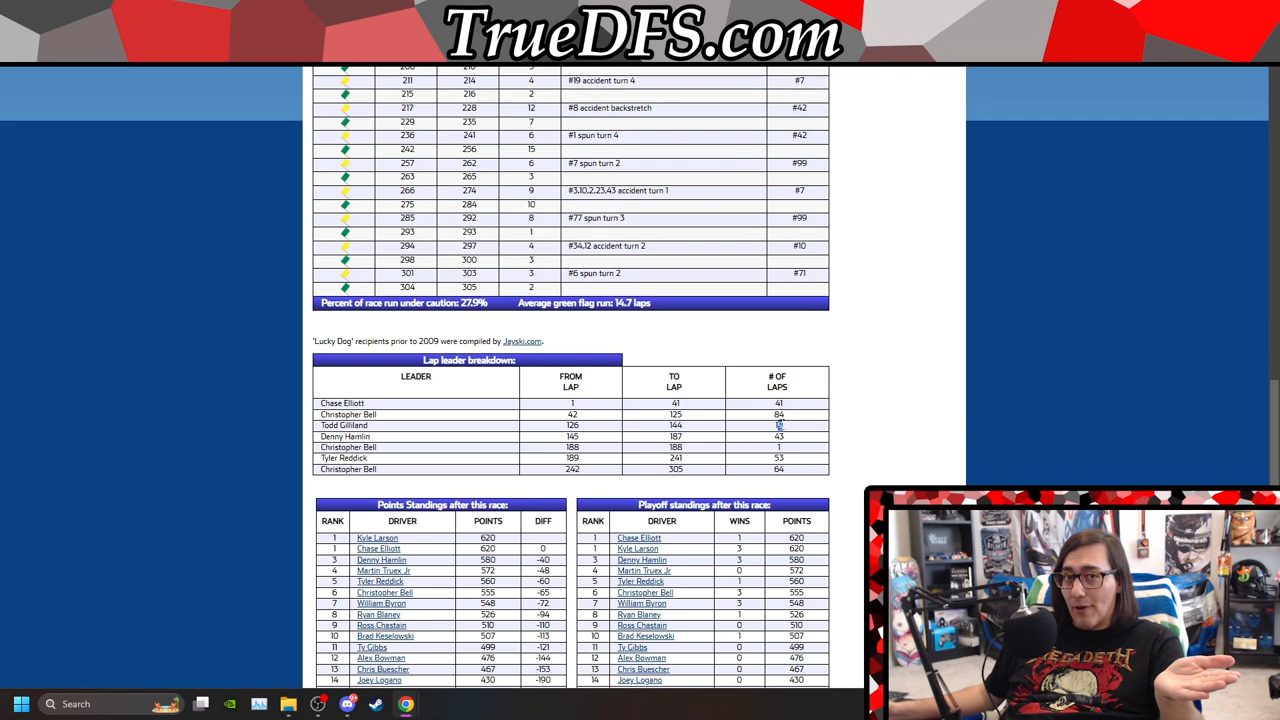 TrueDFS.com
211 214 4 #19 accident turn 4 #7
215 216 2
217 228 12 #8 accident backstretch #42
229 235 7
236 241 6 #1 spun turn 4 #42
242 256 15
257 262 6 #7 spun turn 2 #99
263 265 3
266 274 9 #3,10,2,23,43 accident turn 1 #7
275 284 10
285 292 8 #77 spun turn 3 #99
293 293 1
294 297 4 #34,12 accident turn 2 #10
298 300 3
301 303 3 #6 spun turn 2 #71
304 305 2
Percent of race run under caution: 27.9% Average green flag run: 14.7 laps
'Lucky Dog' recipients prior to 2009 were compiled by Jayski.com.
Lap leader breakdown:
LEADER FROM LAP TO LAP # OF LAPS
Chase Elliott 1 41 41
Christopher Bell 42 125 84
Todd Gilliland 126 144
Denny Hamlin 145 187 43
Christopher Bell 188 188 1
Tyler Reddick 189 241 53
Christopher Bell 242 305 64
Points Standings after this race:
RANK DRIVER POINTS DIFF
1 Kyle Larson 620
1 Chase Elliott 620 0
3 Denny Hamlin 580 -40
4 Martin Truex Jr 572 -48
5 Tyler Reddick 560 -60
6 Christopher Bell 555 -65
7 William Byron 548 -72
8 Ryan Blaney 526 -94
9 Ross Chastain 510 -110
10 Brad Keselowski 507 -113
11 Ty Gibbs 499 -121
12 Alex Bowman 476 -144
13 Chris Buescher 467 -153
14 Joey Logano 430 -190
Playoff standings after this race:
RANK DRIVER WINS POINTS
1 Chase Elliott 1 620
1 Kyle Larson 3 620
3 Denny Hamlin 3 580
4 Martin Truex Jr 0 572
5 Tyler Reddick 1 560
6 Christopher Bell 3 555
7 William Byron 3 548
8 Ryan Blaney 1 526
9 Ross Chastain 0 510
10 Brad Keselowski 1 507
11 Ty Gibbs 0 499
12 Alex Bowman 0 476
13 Chris Buescher 0 467
14 Joey Logano 0 430
MEGADETH
Search